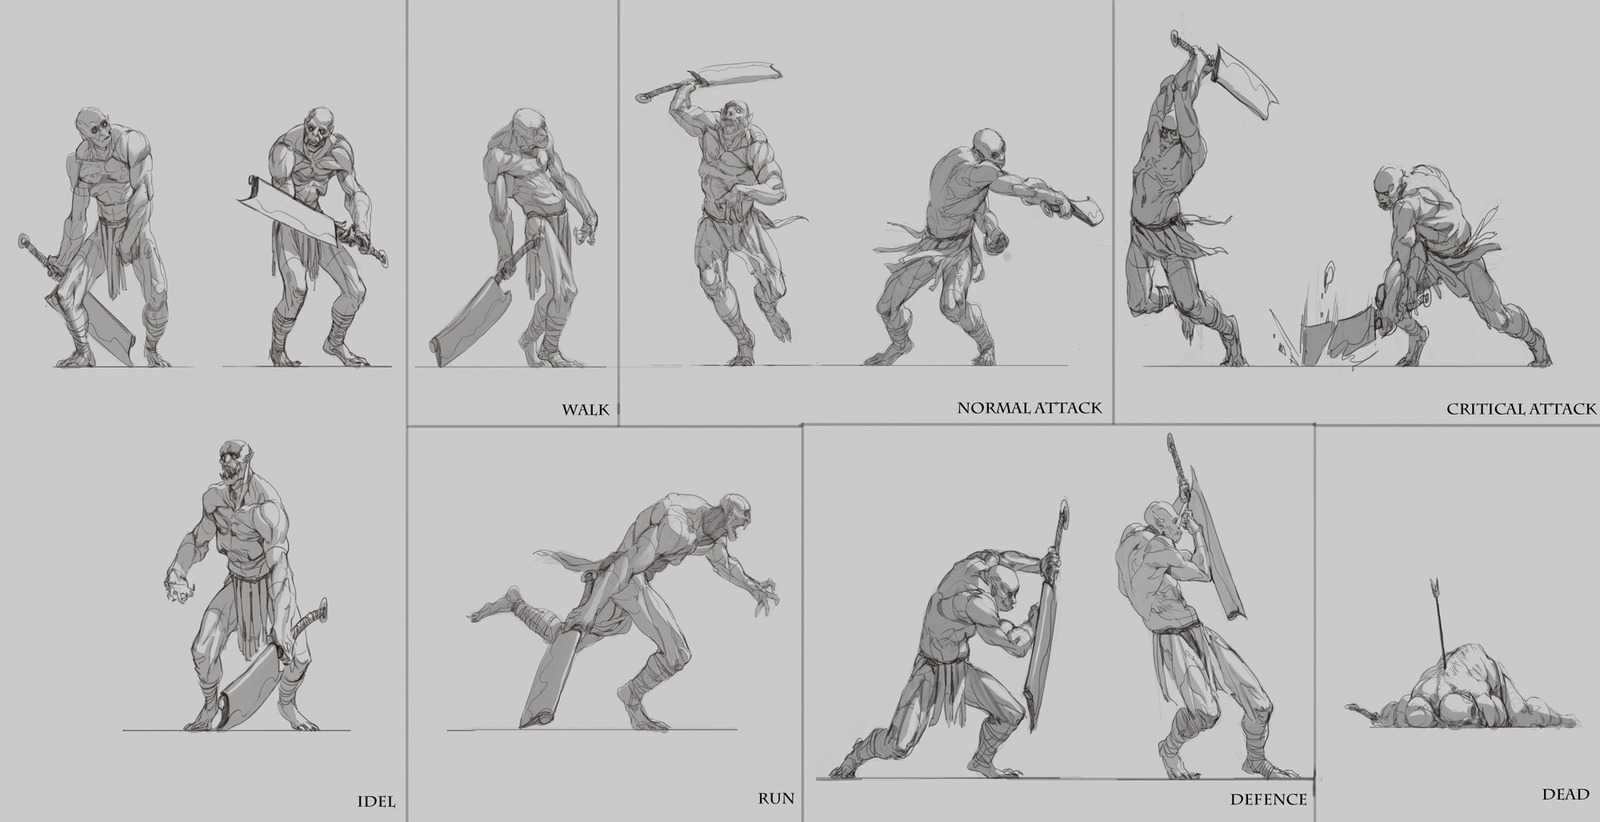 WALK
NORMAL ATTACK
CRITICAL ATTACK
IDEL
RUN
DEFENCE
DEAD